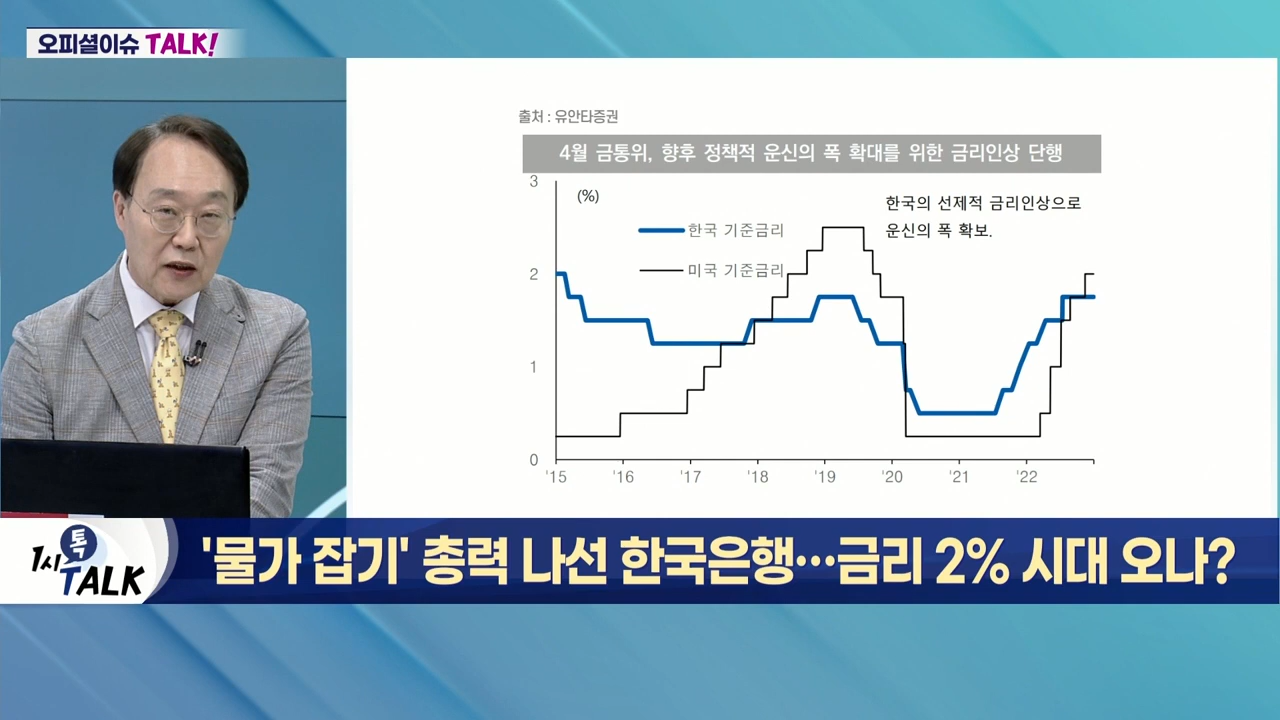 오피셜이슈 TALK!
출처 : 유안타증권
4월 금통위, 향후 정책적 운신의 폭 확대를 위한 금리인상 단행
(%)
한국의 선제적 금리인상으로
운신의 폭 확보.
한국 기준금리
미국 기준금리
3
2
1
0
'15 '16 '17 '18 '19 '20 '21 '22
1시 톡 TALK
'물가 잡기' 총력 나선 한국은행…금리 2% 시대 오나?